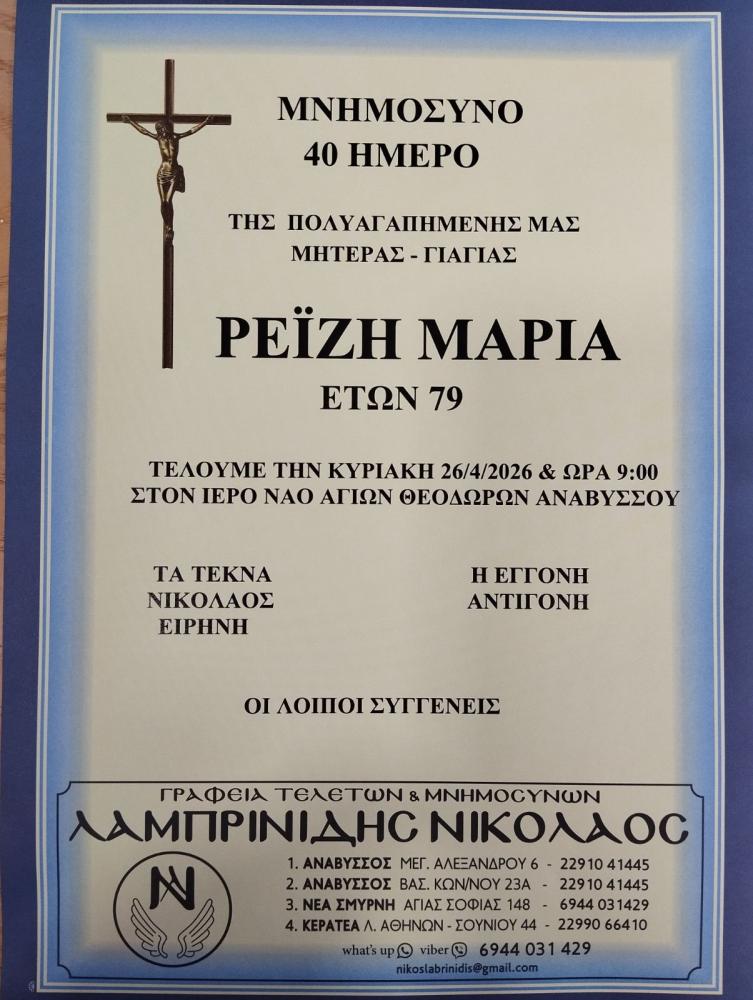 ΜΝΗΜΟΣΥΝΟ
40 ΗΜΕΡΟ
ΤΗΣ ΠΟΛΥΑΓΑΠΗΜΕΝΗΣ ΜΑΣ
ΜΗΤΕΡΑΣ - ΓΙΑΓΙΑΣ
ΡΕΪΖΗ ΜΑΡΙΑ
ΕΤΩΝ 79
ΤΕΛΟΥΜΕ ΤΗΝ ΚΥΡΙΑΚΗ 26/4/2026 & ΩΡΑ 9:00
ΣΤΟΝ ΙΕΡΟ ΝΑΟ ΑΓΙΩΝ ΘΕΟΔΩΡΩΝ ΑΝΑΒΥΣΣΟΥ
ΤΑ ΤΕΚΝΑ
ΝΙΚΟΛΑΟΣ
ΕΙΡΗΝΗ
Η ΕΓΓΟΝΗ
ΑΝΤΙΓΟΝΗ
ΟΙ ΛΟΙΠΟΙ ΣΥΓΓΕΝΕΙΣ
ΓΡΑΦΕΙΑ ΤΕΛΕΤΩΝ & ΜΝΗΜΟΣΥΝΩΝ
ΛΑΜΠΡΙΝΙΔΗΣ ΝΙΚΟΛΑΟΣ
1. ΑΝΑΒΥΣΣΟΣ ΜΕΓ. ΑΛΕΞΑΝΔΡΟΥ 6 - 22910 41445
2. ΑΝΑΒΥΣΣΟΣ ΒΑΣ. ΚΩΝ/ΝΟΥ 23Α - 22910 41445
3. ΝΕΑ ΣΜΥΡΝΗ ΑΓΙΑΣ ΣΟΦΙΑΣ 148 - 6944 031429
4. ΚΕΡΑΤΕΑ Λ. ΑΘΗΝΩΝ - ΣΟΥΝΙΟΥ 44 - 22990 66410
what's up viber 6944 031 429
nikoslabrinidis@gmail.com